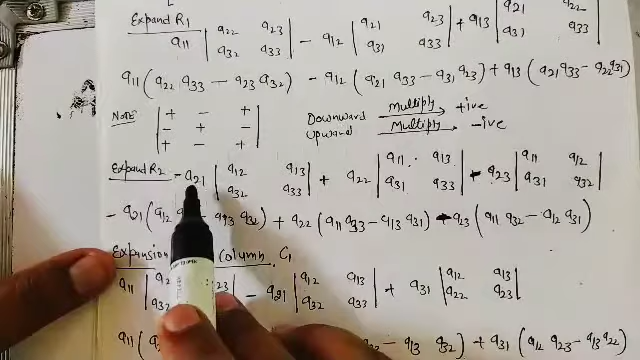 Expand R1
a11 | a22 a23 a32 a33 | - a12 | a21 a23 a31 a33 | + a13 | a21 a22 a31 a33 |
a11 ( a22 a33 - a23 a32 ) - a12 ( a21 a33 - a31 a23 ) + a13 ( a21 a33 - a22 a31 )
NOTE | + - + - + - + - + |
Downward Multiply → +ive
Upward Multiply → -ive
Expand R2 - a21 | a12 a13 a32 a33 | + a22 | a11 a13 a31 a33 | - a23 | a11 a12 a31 a32 |
- a21 ( a12 - a93 a32 ) + a22 ( a11 a33 - a13 a31 ) - a23 ( a11 a32 - a12 a31 )
Expansion Column C1
a11 | 23 | - a21 | a12 a13 a32 a33 | + a31 | a12 a13 a22 a23 |
a11 ( - a13 a32 ) + a31 ( a12 a23 - a13 a22 )